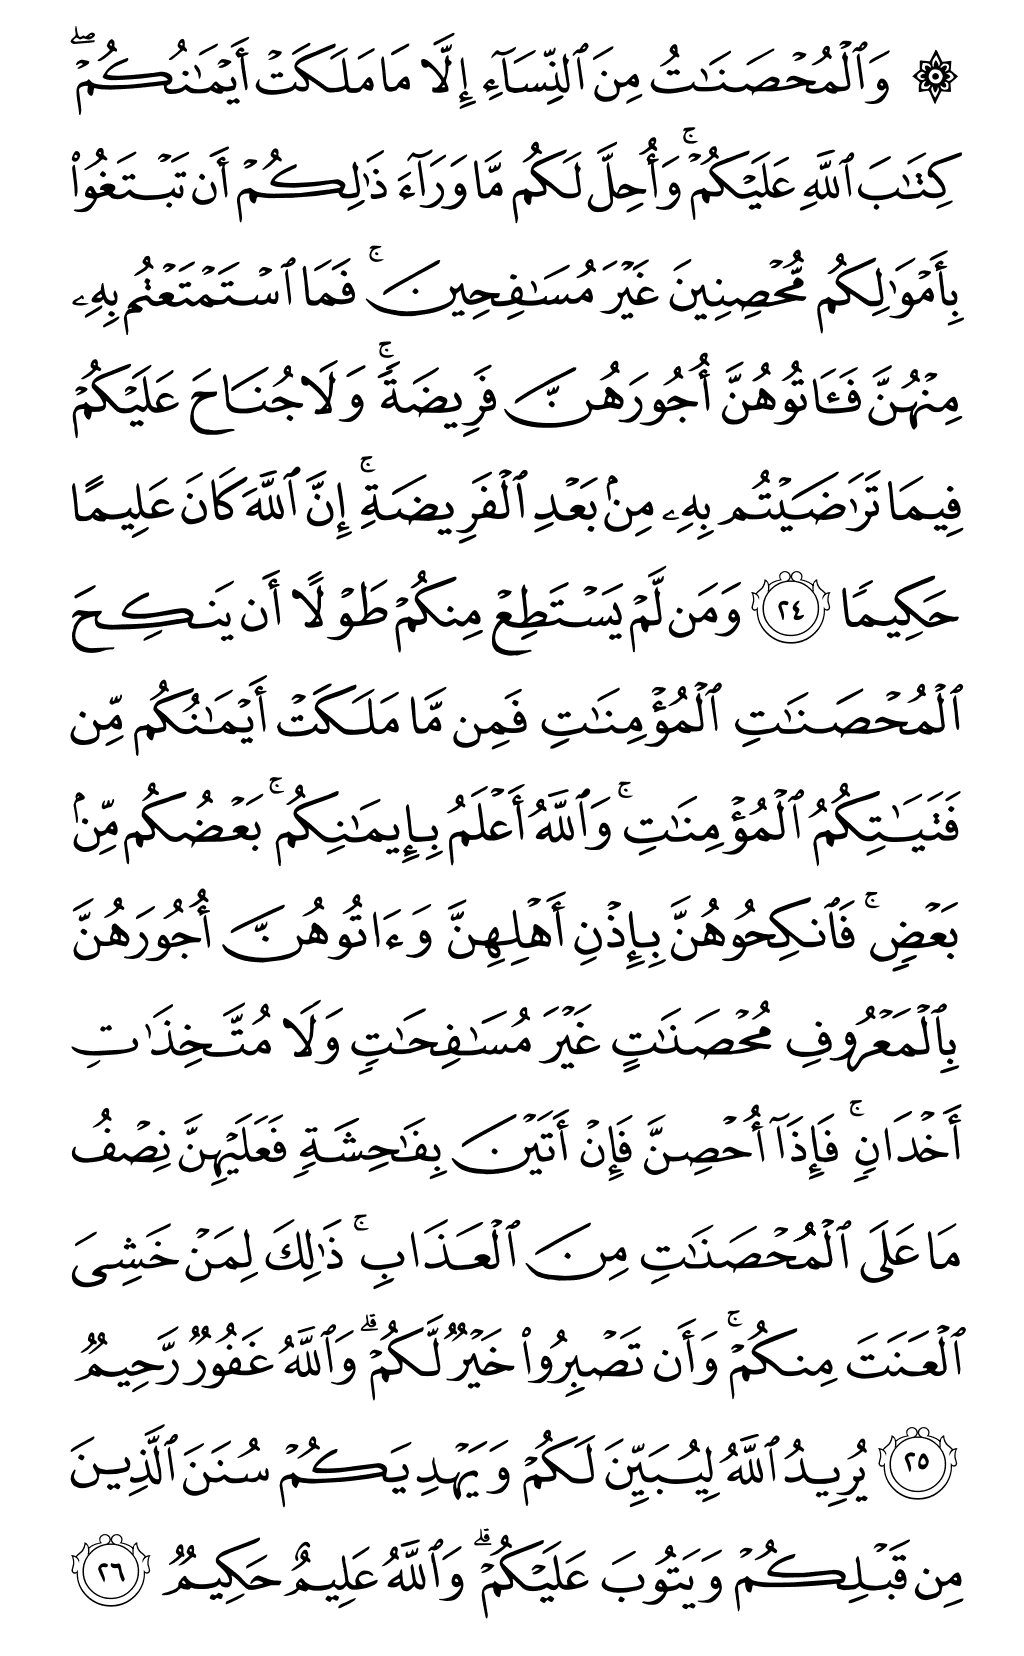 ۞ وَٱلۡمُحۡصَنَٰتُ مِنَ ٱلنِّسَآءِ إِلَّا مَا مَلَكَتۡ أَيۡمَٰنُكُمۡۖ
كِتَٰبَ ٱللَّهِ عَلَيۡكُمۡۚ وَأُحِلَّ لَكُم مَّا وَرَآءَ ذَٰلِكُمۡ أَن تَبۡتَغُواْ
بِأَمۡوَٰلِكُم مُّحۡصِنِينَ غَيۡرَ مُسَٰفِحِينَۚ فَمَا ٱسۡتَمۡتَعۡتُم بِهِۦ
مِنۡهُنَّ فَـَٔاتُوهُنَّ أُجُورَهُنَّ فَرِيضَةٗۚ وَلَا جُنَاحَ عَلَيۡكُمۡ
فِيمَا تَرَٰضَيۡتُم بِهِۦ مِنۢ بَعۡدِ ٱلۡفَرِيضَةِۚ إِنَّ ٱللَّهَ كَانَ عَلِيمًا
حَكِيمٗا ٢٤ وَمَن لَّمۡ يَسۡتَطِعۡ مِنكُمۡ طَوۡلًا أَن يَنكِحَ
ٱلۡمُحۡصَنَٰتِ ٱلۡمُؤۡمِنَٰتِ فَمِن مَّا مَلَكَتۡ أَيۡمَٰنُكُم مِّن
فَتَيَٰتِكُمُ ٱلۡمُؤۡمِنَٰتِۚ وَٱللَّهُ أَعۡلَمُ بِإِيمَٰنِكُمۚ بَعۡضُكُم مِّنۢ
بَعۡضٖۚ فَٱنكِحُوهُنَّ بِإِذۡنِ أَهۡلِهِنَّ وَءَاتُوهُنَّ أُجُورَهُنَّ
بِٱلۡمَعۡرُوفِ مُحۡصَنَٰتٍ غَيۡرَ مُسَٰفِحَٰتٖ وَلَا مُتَّخِذَٰتِ
أَخۡدَانٖۚ فَإِذَآ أُحۡصِنَّ فَإِنۡ أَتَيۡنَ بِفَٰحِشَةٖ فَعَلَيۡهِنَّ نِصۡفُ
مَا عَلَى ٱلۡمُحۡصَنَٰتِ مِنَ ٱلۡعَذَابِۚ ذَٰلِكَ لِمَنۡ خَشِيَ
ٱلۡعَنَتَ مِنكُمۡۚ وَأَن تَصۡبِرُواْ خَيۡرٞ لَّكُمۡۗ وَٱللَّهُ غَفُورٞ رَّحِيمٞ
٢٥ يُرِيدُ ٱللَّهُ لِيُبَيِّنَ لَكُمۡ وَيَهۡدِيَكُمۡ سُنَنَ ٱلَّذِينَ
مِن قَبۡلِكُمۡ وَيَتُوبَ عَلَيۡكُمۡۗ وَٱللَّهُ عَلِيمٌ حَكِيمٞ ٢٦